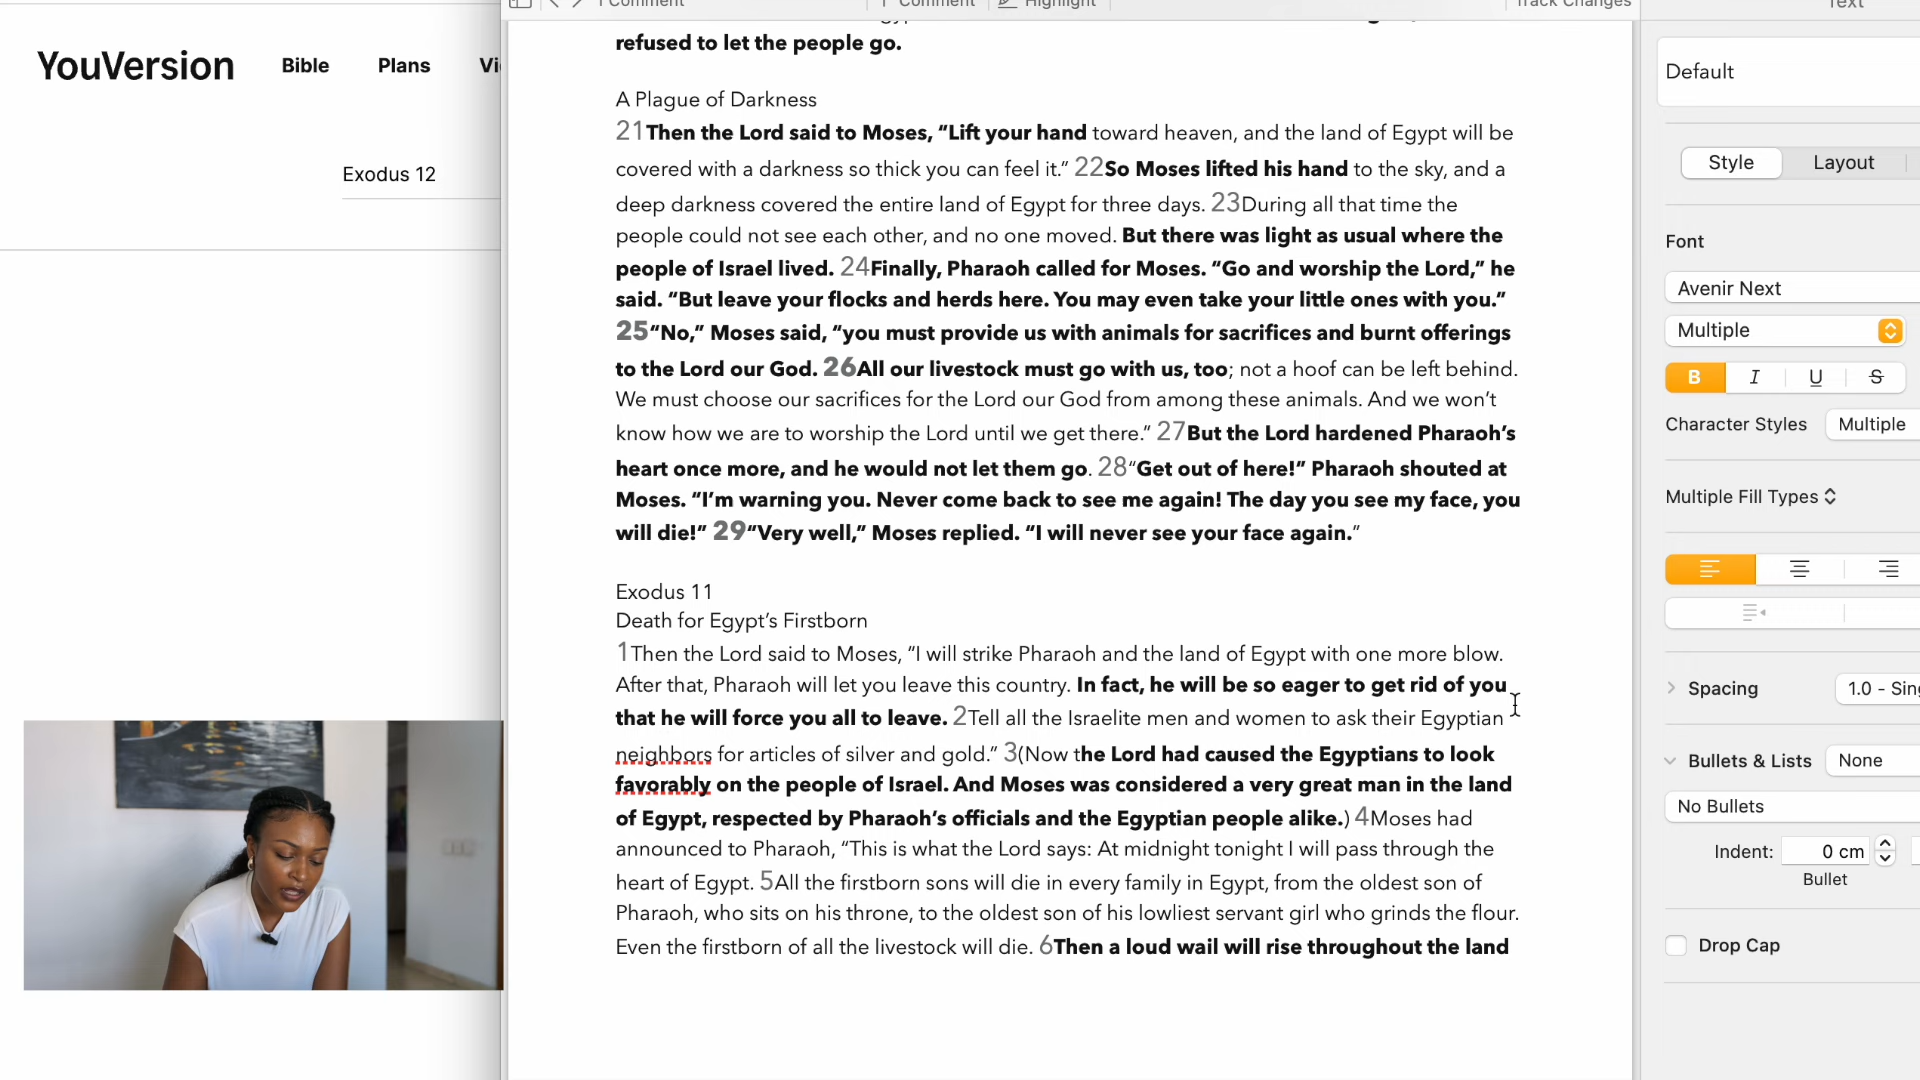 1 Comment
Comment
Highlight
Track Changes
Text
YouVersion
Bible
Plans
Exodus 12
refused to let the people go.
A Plague of Darkness
21Then the Lord said to Moses, “Lift your hand toward heaven, and the land of Egypt will be
covered with a darkness so thick you can feel it.” 22So Moses lifted his hand to the sky, and a
deep darkness covered the entire land of Egypt for three days. 23During all that time the
people could not see each other, and no one moved. But there was light as usual where the
people of Israel lived. 24Finally, Pharaoh called for Moses. “Go and worship the Lord,” he
said. “But leave your flocks and herds here. You may even take your little ones with you.”
25“No,” Moses said, “you must provide us with animals for sacrifices and burnt offerings
to the Lord our God. 26All our livestock must go with us, too; not a hoof can be left behind.
We must choose our sacrifices for the Lord our God from among these animals. And we won’t
know how we are to worship the Lord until we get there.” 27But the Lord hardened Pharaoh’s
heart once more, and he would not let them go. 28“Get out of here!” Pharaoh shouted at
Moses. “I’m warning you. Never come back to see me again! The day you see my face, you
will die!” 29“Very well,” Moses replied. “I will never see your face again.”
Exodus 11
Death for Egypt’s Firstborn
1Then the Lord said to Moses, “I will strike Pharaoh and the land of Egypt with one more blow.
After that, Pharaoh will let you leave this country. In fact, he will be so eager to get rid of you
that he will force you all to leave. 2Tell all the Israelite men and women to ask their Egyptian
neighbors for articles of silver and gold.” 3(Now the Lord had caused the Egyptians to look
favorably on the people of Israel. And Moses was considered a very great man in the land
of Egypt, respected by Pharaoh’s officials and the Egyptian people alike.) 4Moses had
announced to Pharaoh, “This is what the Lord says: At midnight tonight I will pass through the
heart of Egypt. 5All the firstborn sons will die in every family in Egypt, from the oldest son of
Pharaoh, who sits on his throne, to the oldest son of his lowliest servant girl who grinds the flour.
Even the firstborn of all the livestock will die. 6Then a loud wail will rise throughout the land
Default
Style
Layout
Font
Avenir Next
Multiple
B I U S
Character Styles
Multiple
Multiple Fill Types
Spacing
1.0 - Sin
Bullets & Lists
None
No Bullets
Indent:
0 cm
Bullet
Drop Cap